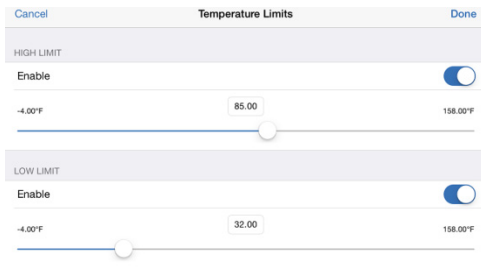 Cancel Temperature Limits Done
HIGH LIMIT
Enable
-4.00°F 85.00 158.00°F
LOW LIMIT
Enable
-4.00°F 32.00 158.00°F